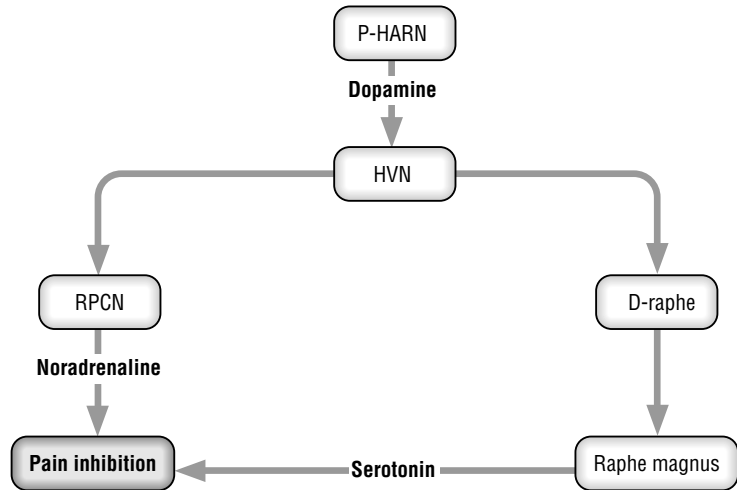 P-HARN
Dopamine
HVN
RPCN
D-raphe
Noradrenaline
Pain inhibition
Serotonin
Raphe magnus